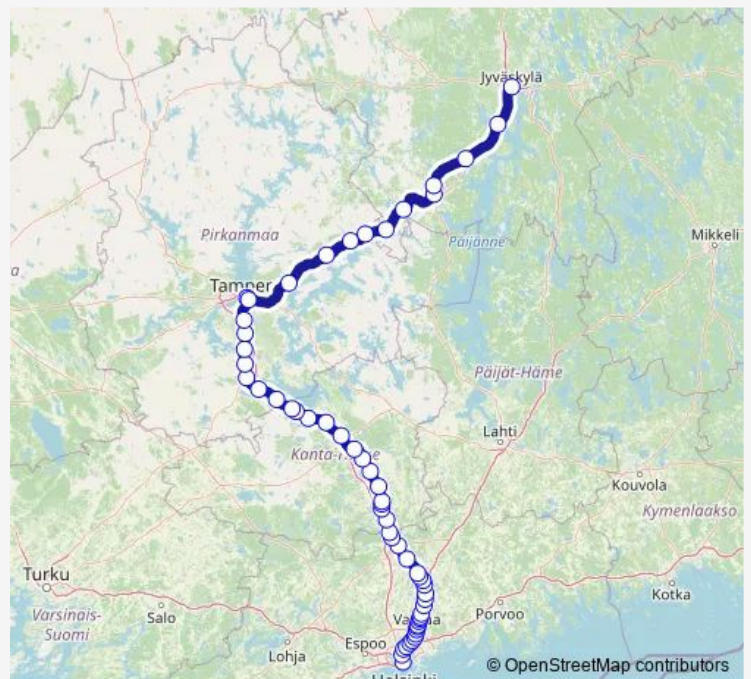 Jyväskylä
Pirkanmaa
Mikkeli
Päijänne
a
Tamper
Päijät-Häme
Lahti
Kouvola
Kymenlaakso
Turku
Kotka
Varsinais-
Suomi
Salo
Porvoo
Espoo
Lohja
© OpenStreetMap contributors
Helsinki